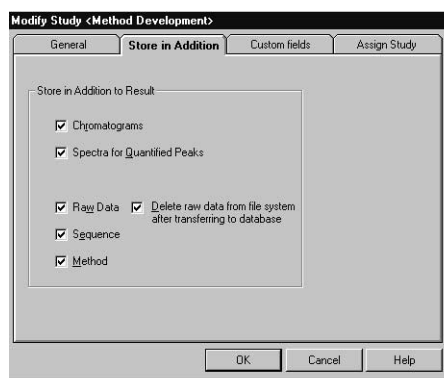 Modify Study <Method Development>
General Store in Addition Custom fields Assign Study
Store in Addition to Result
Chromatograms
Spectra for Quantified Peaks
Raw Data Delete raw data from file system
after transferring to database
Sequence
Method
OK Cancel Help